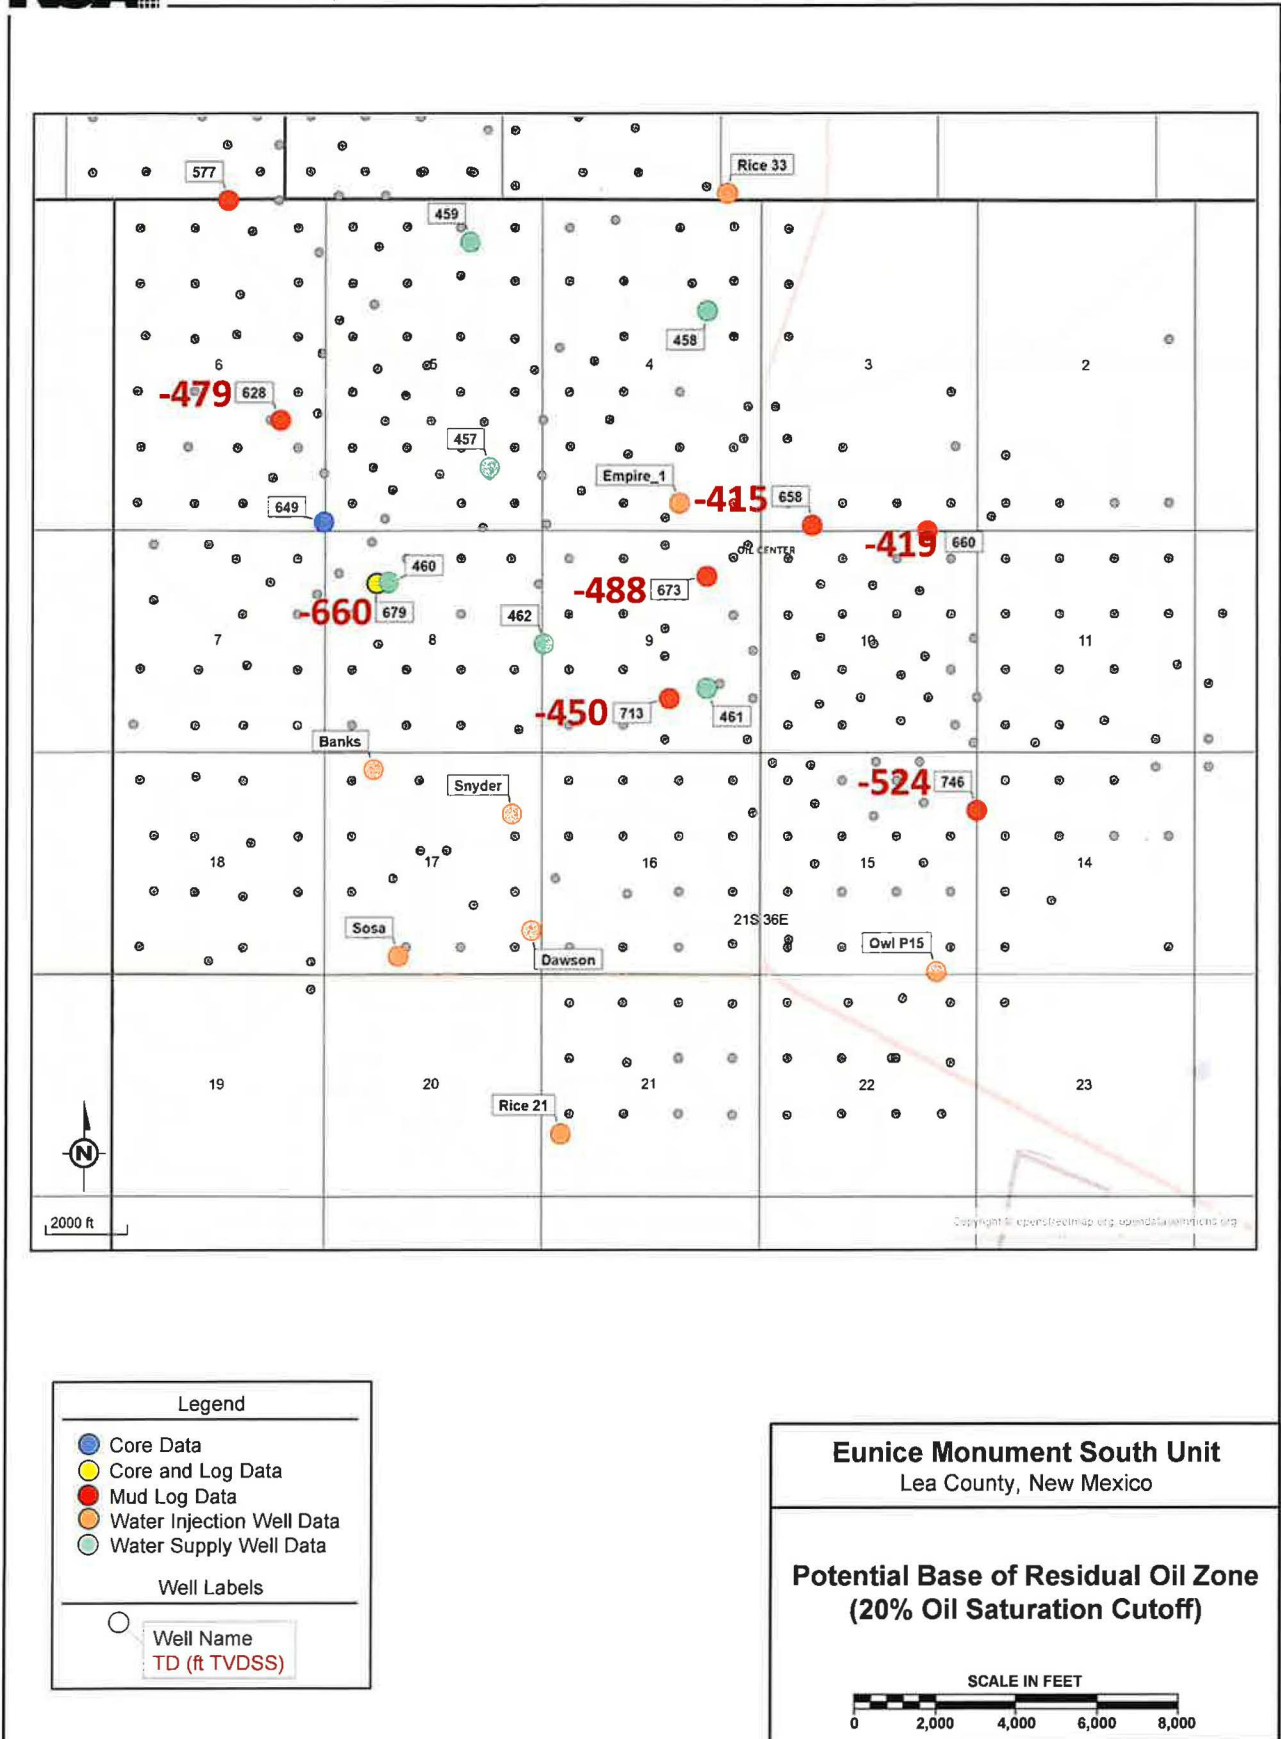 577
Rice 33
459
458
6
5
4
3
2
-479 628
457
Empire_1
-415 658
649
-419 660
OIL CENTER
460
-488 673
-660 679
462
7
8
9
10
11
-450 713
461
Banks
Snyder
-524 746
18
17
16
15
14
21S 36E
Sosa
Dawson
Owl P15
19
20
21
22
23
Rice 21
N
2000 ft
Copyright © openstreetmap.org, opendatacommons.org
Legend
Core Data
Core and Log Data
Mud Log Data
Water Injection Well Data
Water Supply Well Data
Well Labels
Well Name
TD (ft TVDSS)
Eunice Monument South Unit
Lea County, New Mexico
Potential Base of Residual Oil Zone
(20% Oil Saturation Cutoff)
SCALE IN FEET
0 2,000 4,000 6,000 8,000